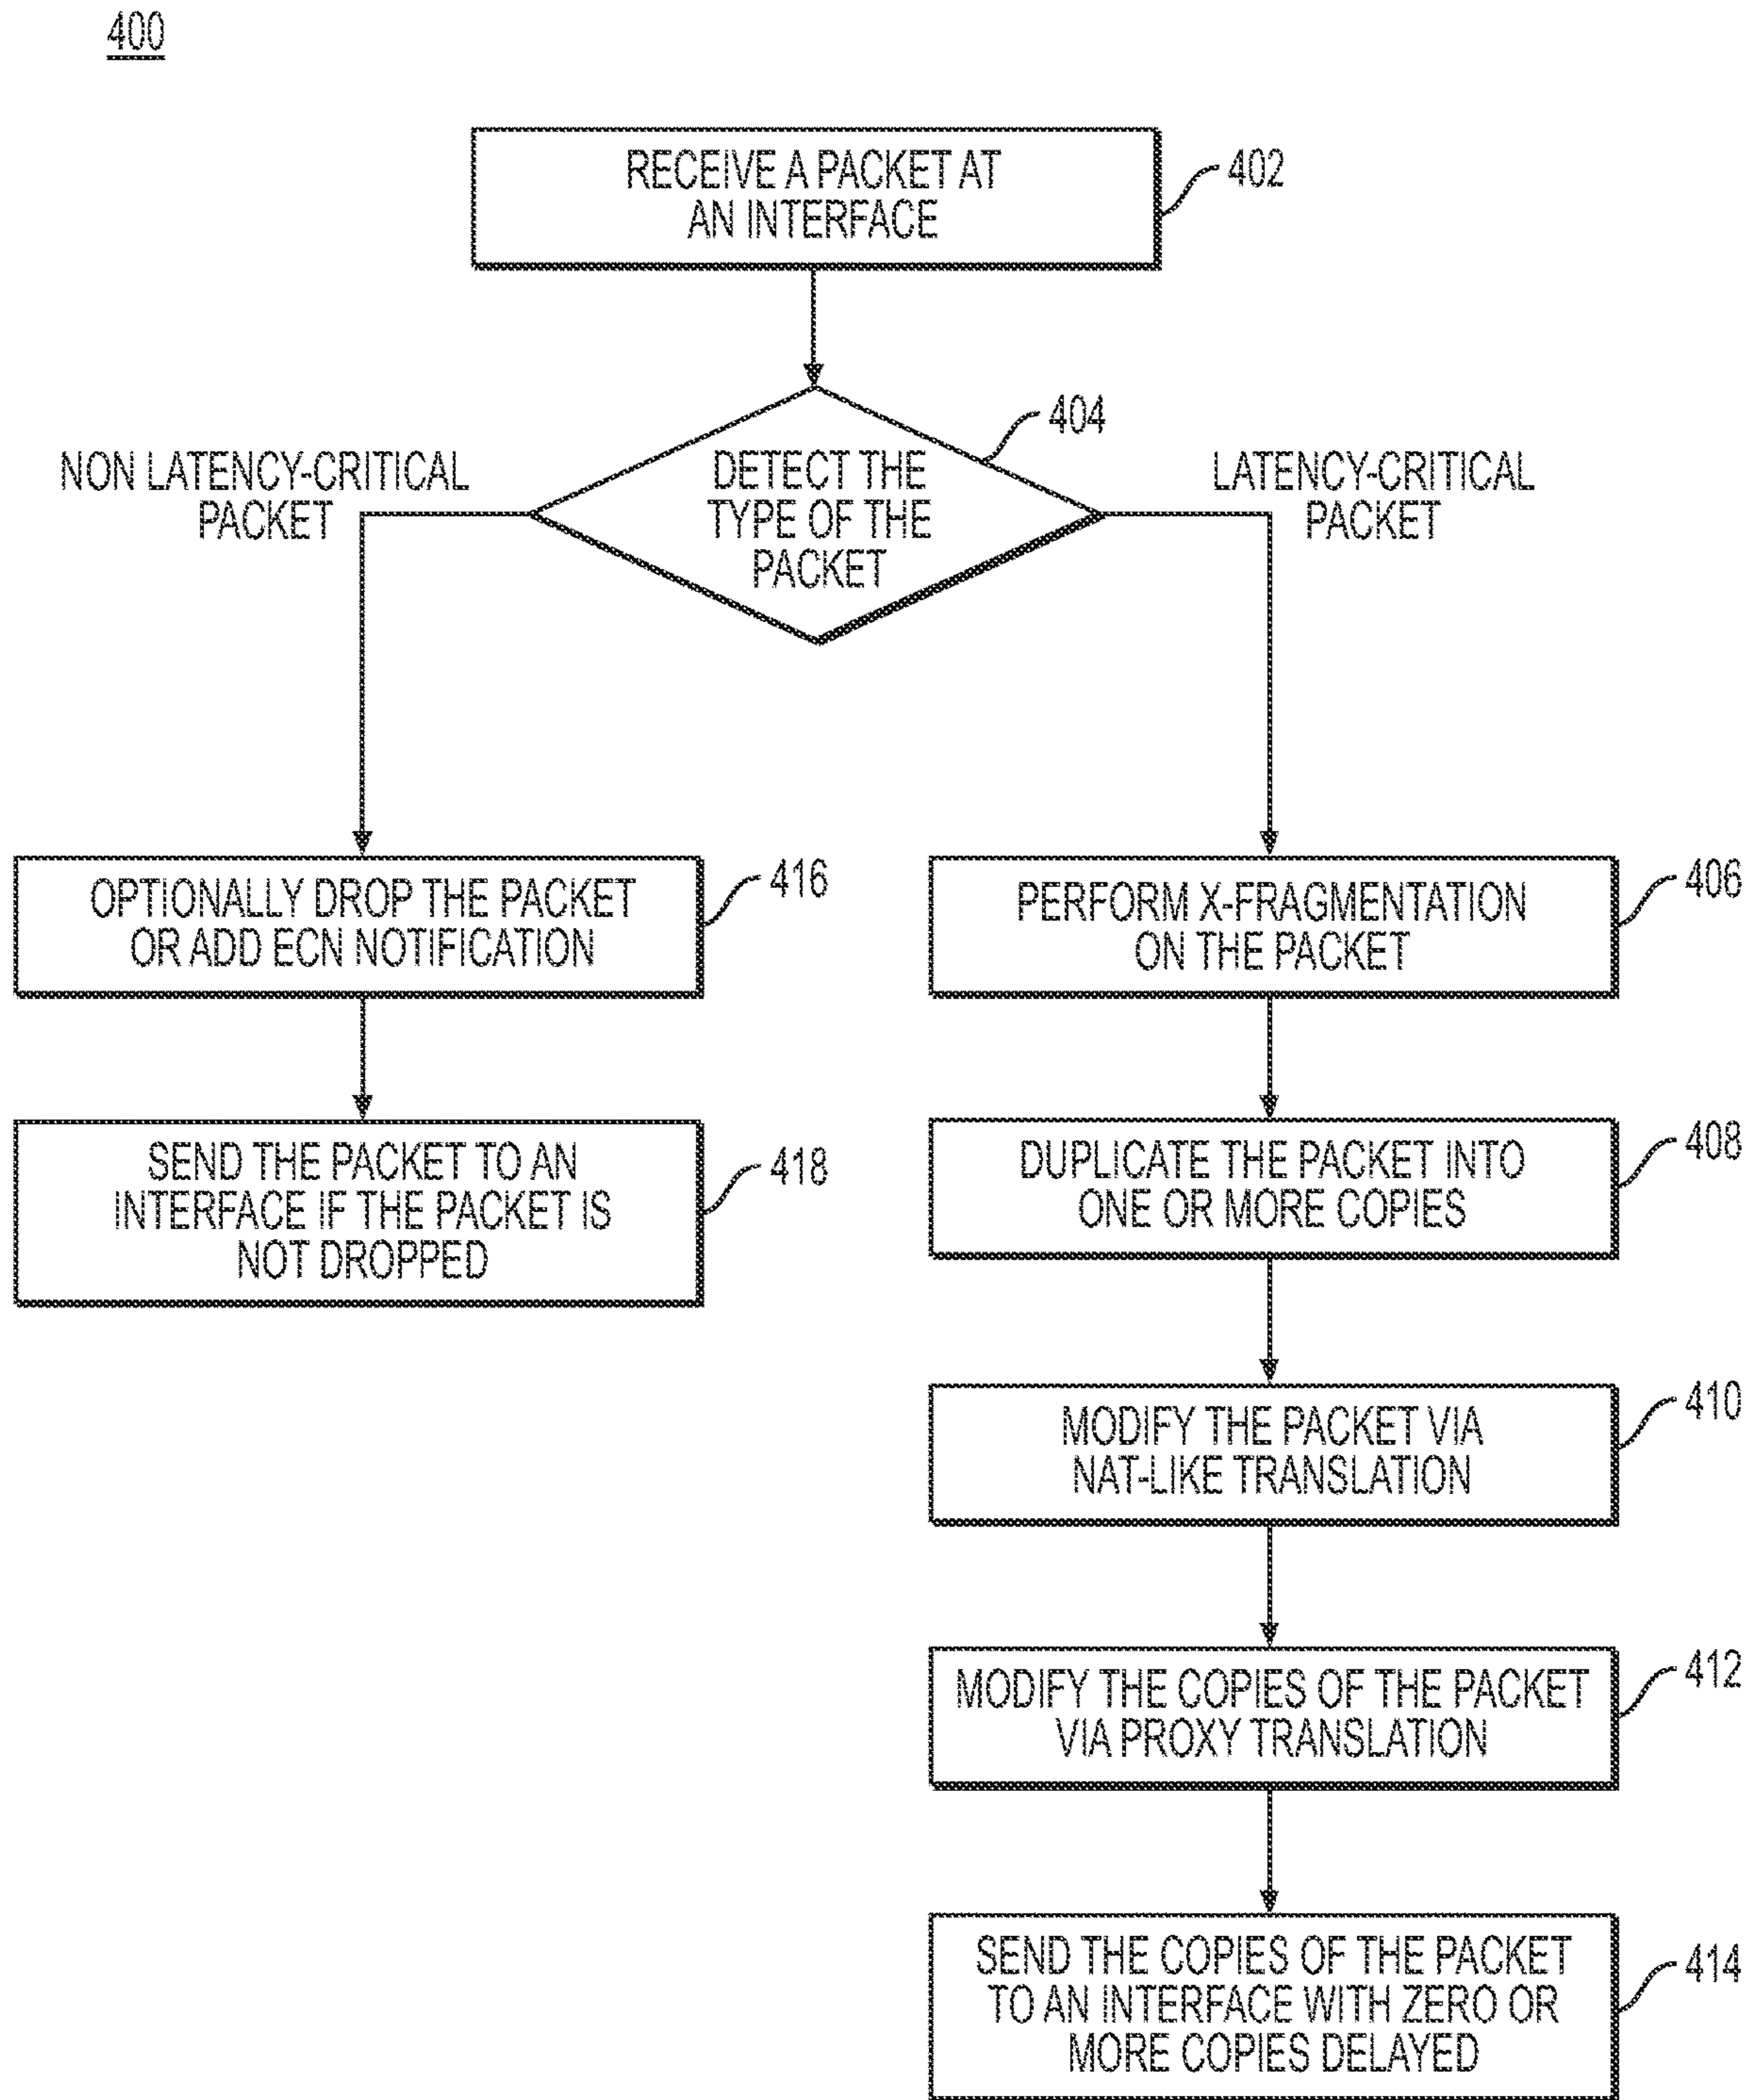 400
RECEIVE A PACKET AT
AN INTERFACE
402
404
DETECT THE
TYPE OF THE
PACKET
NON LATENCY-CRITICAL
PACKET
LATENCY-CRITICAL
PACKET
OPTIONALLY DROP THE PACKET
OR ADD ECN NOTIFICATION
416
PERFORM X-FRAGMENTATION
ON THE PACKET
406
SEND THE PACKET TO AN
INTERFACE IF THE PACKET IS
NOT DROPPED
418
DUPLICATE THE PACKET INTO
ONE OR MORE COPIES
408
MODIFY THE PACKET VIA
NAT-LIKE TRANSLATION
410
MODIFY THE COPIES OF THE PACKET
VIA PROXY TRANSLATION
412
SEND THE COPIES OF THE PACKET
TO AN INTERFACE WITH ZERO OR
MORE COPIES DELAYED
414